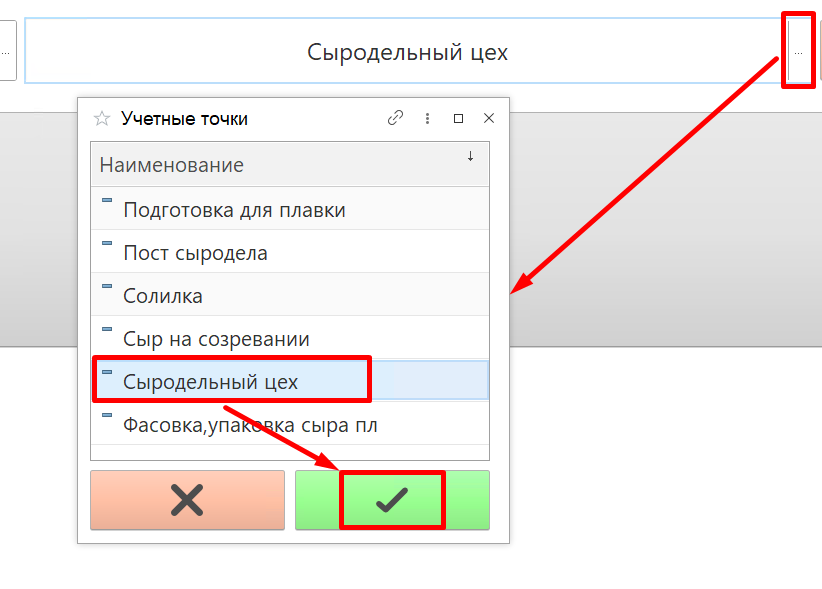 ...
Сыродельный цех
...
Учетные точки
Наименование
Подготовка для плавки
Пост сыродела
Солилка
Сыр на созревании
Сыродельный цех
Фасовка,упаковка сыра пл